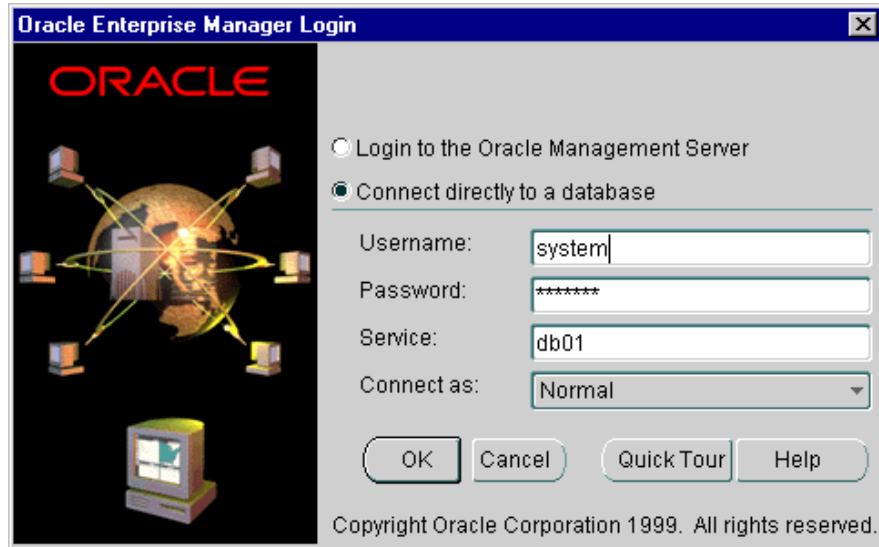 Oracle Enterprise Manager Login
ORACLE
Login to the Oracle Management Server
Connect directly to a database
Username: system
Password: *******
Service: db01
Connect as: Normal
OK Cancel Quick Tour Help
Copyright Oracle Corporation 1999. All rights reserved.